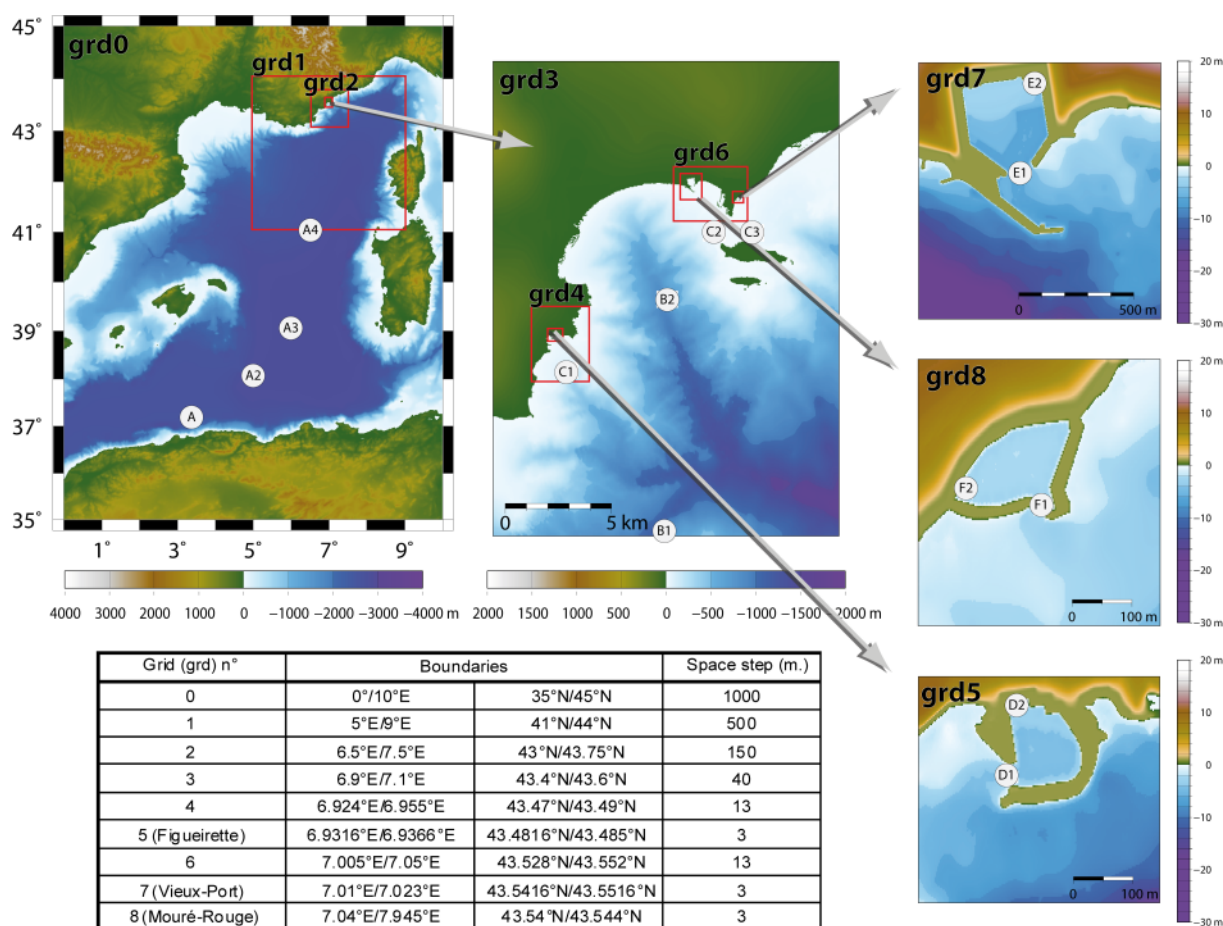 45°
43°
41°
39°
37°
35°
grd0
grd1
grd2
A4
A3
A2
A
1° 3° 5° 7° 9°
4000 3000 2000 1000 0 −1000 −2000 −3000 −4000 m
grd3
grd6
C2 C3
B2
grd4
C1
B1
0 5 km
2000 1500 1000 500 0 −500 −1000 −1500 −2000 m
grd7
E2
E1
0 500 m
20 m
10
0
−10
−20
−30 m
grd8
F2
F1
0 100 m
20 m
10
0
−10
−20
−30 m
grd5
D2
D1
0 100 m
20 m
10
0
−10
−20
−30 m
Grid (grd) n° Boundaries Space step (m.)
0 0°/10°E 35°N/45°N 1000
1 5°E/9°E 41°N/44°N 500
2 6.5°E/7.5°E 43°N/43.75°N 150
3 6.9°E/7.1°E 43.4°N/43.6°N 40
4 6.924°E/6.955°E 43.47°N/43.49°N 13
5 (Figueirette) 6.9316°E/6.9366°E 43.4816°N/43.485°N 3
6 7.005°E/7.05°E 43.528°N/43.552°N 13
7 (Vieux-Port) 7.01°E/7.023°E 43.5416°N/43.5516°N 3
8 (Mouré-Rouge) 7.04°E/7.945°E 43.54°N/43.544°N 3